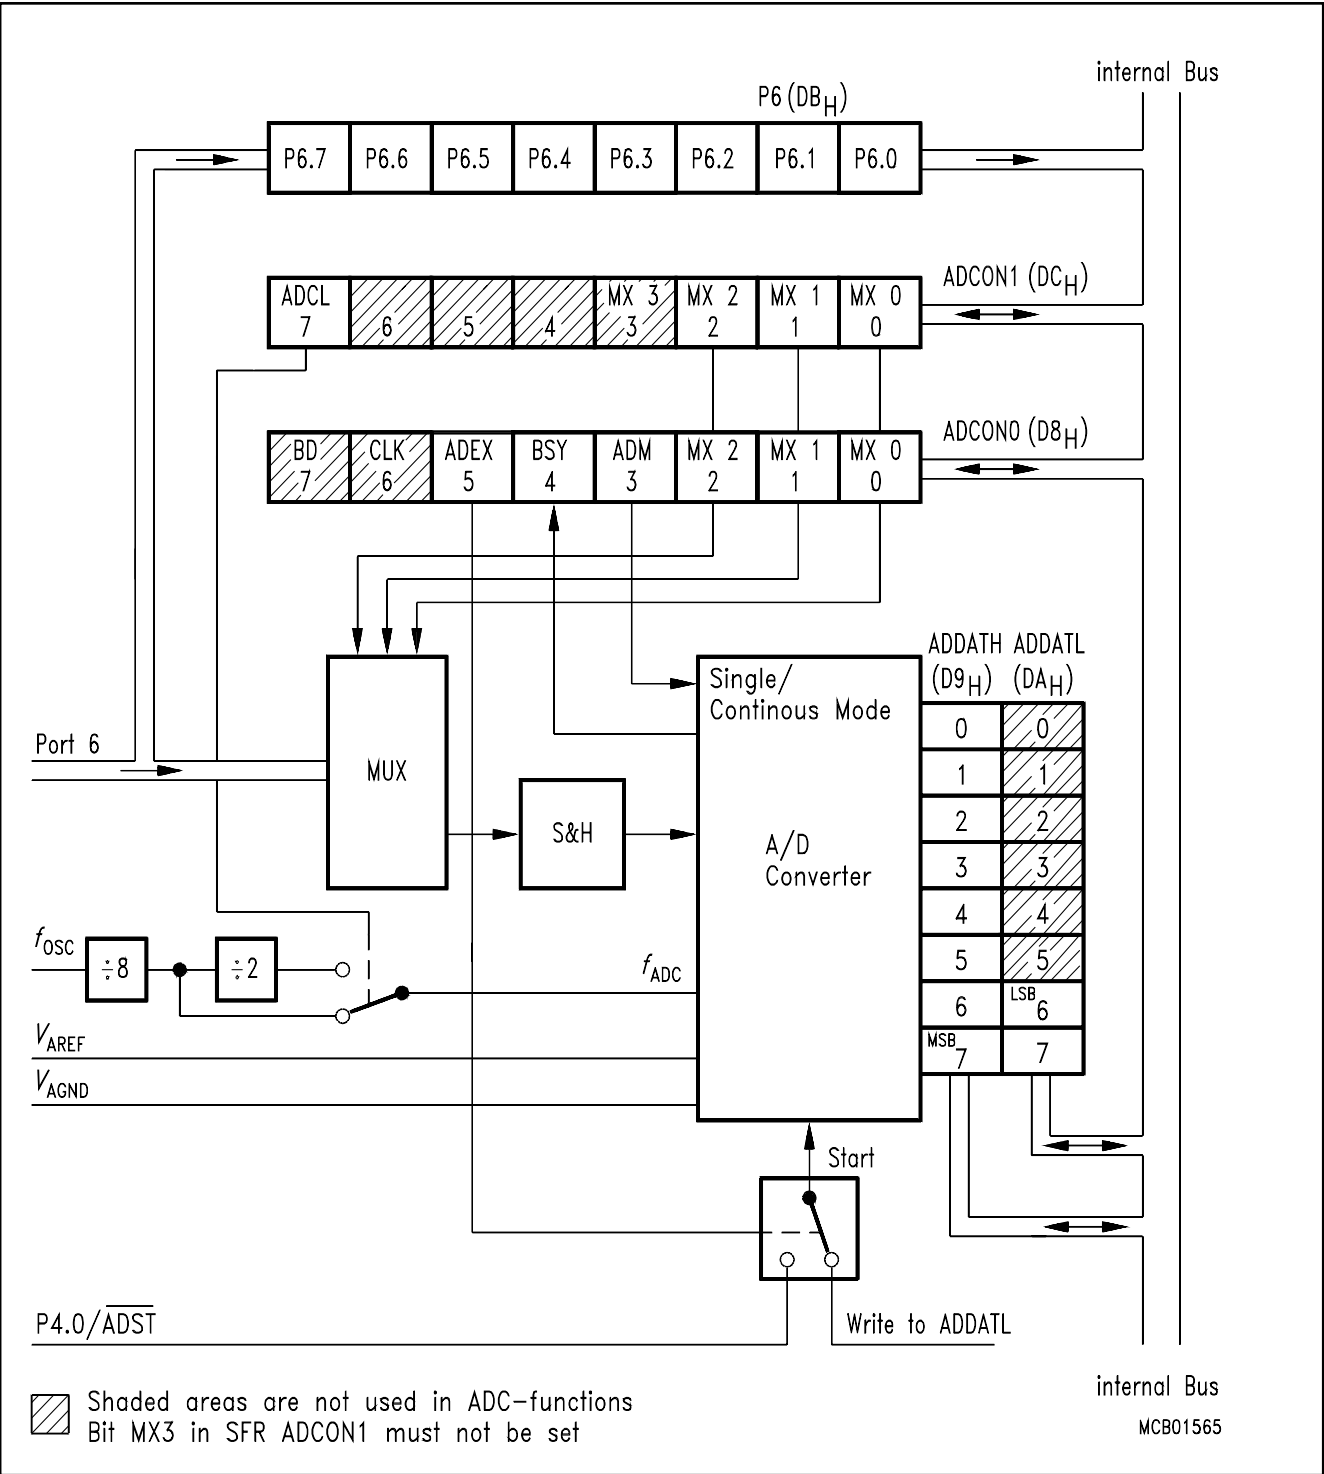 internal Bus
P6 (DBH)
P6.7 P6.6 P6.5 P6.4 P6.3 P6.2 P6.1 P6.0
ADCON1 (DCH)
ADCL MX 3 MX 2 MX 1 MX 0
7 6 5 4 3 2 1 0
ADCON0 (D8H)
BD CLK ADEX BSY ADM MX 2 MX 1 MX 0
7 6 5 4 3 2 1 0
ADDATH ADDATL
(D9H) (DAH)
Single/
Continous Mode
0 0
1 1
2 2
3 3
4 4
5 5
6 LSB 6
MSB 7 7
Port 6
MUX
S&H
A/D
Converter
fOSC
÷8
÷2
fADC
VAREF
VAGND
Start
P4.0/A̅D̅S̅T̅
Write to ADDATL
internal Bus
Shaded areas are not used in ADC-functions
Bit MX3 in SFR ADCON1 must not be set
MCB01565